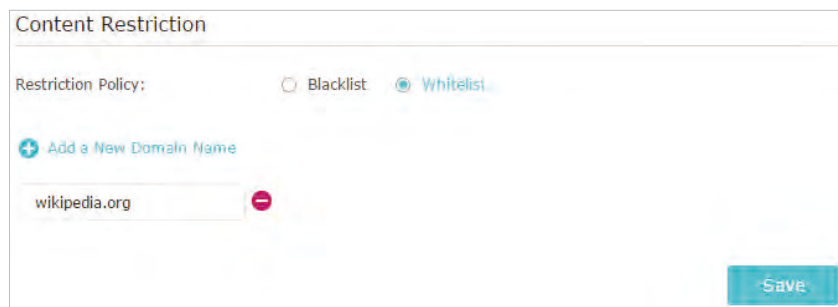 Content Restriction
Restriction Policy: Blacklist Whitelist
Add a New Domain Name
wikipedia.org
Save